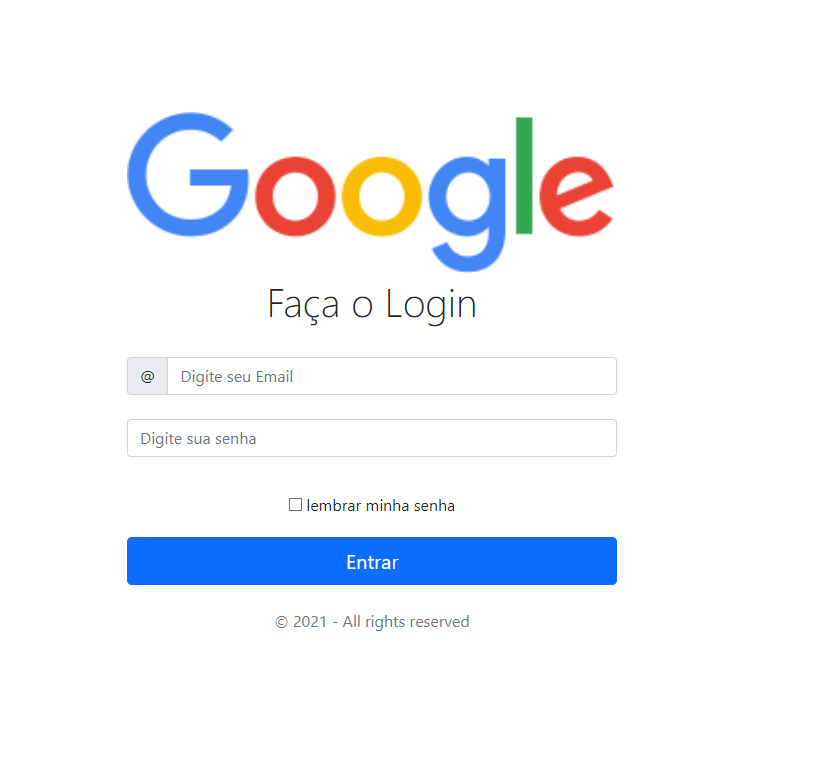 Google
Faça o Login
@ Digite seu Email
Digite sua senha
lembrar minha senha
Entrar
© 2021 - All rights reserved